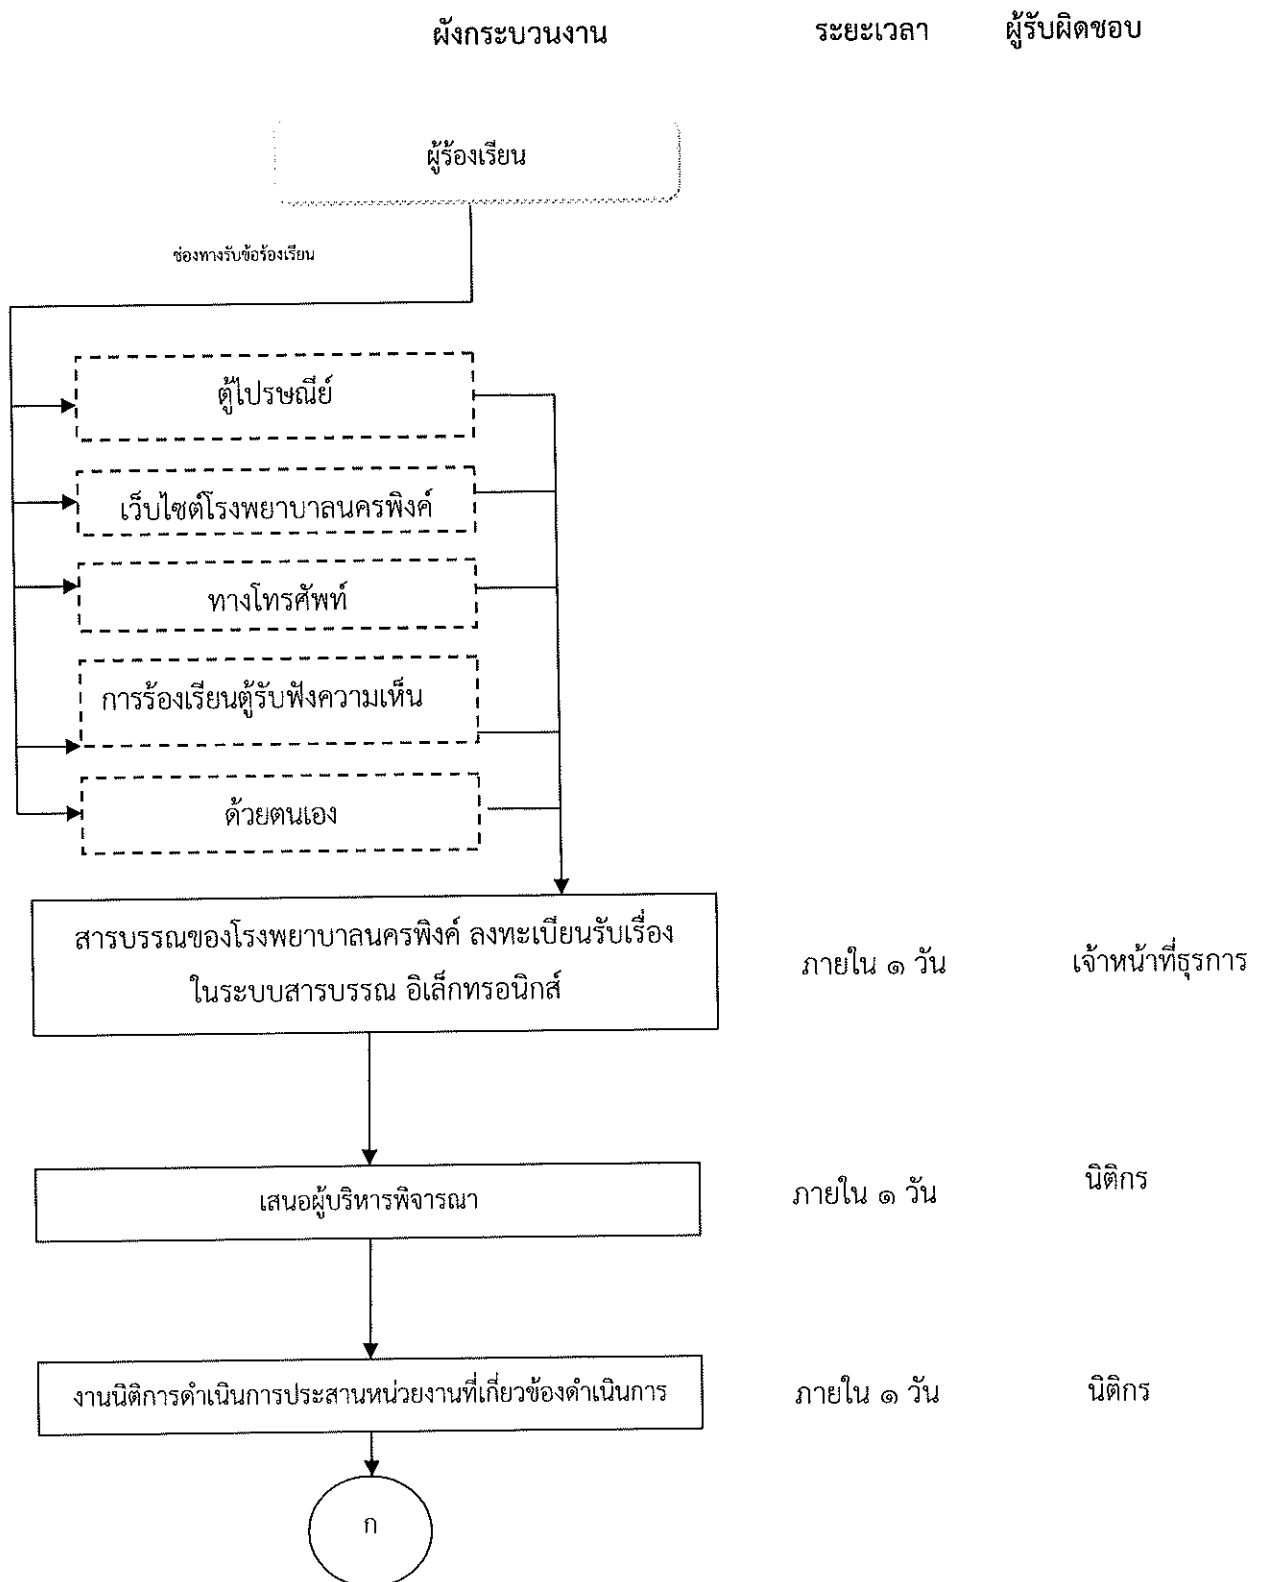 ผังกระบวนงาน ระยะเวลา ผู้รับผิดชอบ
ผู้ร้องเรียน
ช่องทางรับข้อร้องเรียน
ตู้ไปรษณีย์
เว็บไซต์โรงพยาบาลนครพิงค์
ทางโทรศัพท์
การร้องเรียนตู้รับฟังความเห็น
ด้วยตนเอง
สารบรรณของโรงพยาบาลนครพิงค์ ลงทะเบียนรับเรื่อง
ในระบบสารบรรณ อิเล็กทรอนิกส์
ภายใน ๑ วัน เจ้าหน้าที่ธุรการ
เสนอผู้บริหารพิจารณา ภายใน ๑ วัน นิติกร
งานนิติการดำเนินการประสานหน่วยงานที่เกี่ยวข้องดำเนินการ ภายใน ๑ วัน นิติกร
ก